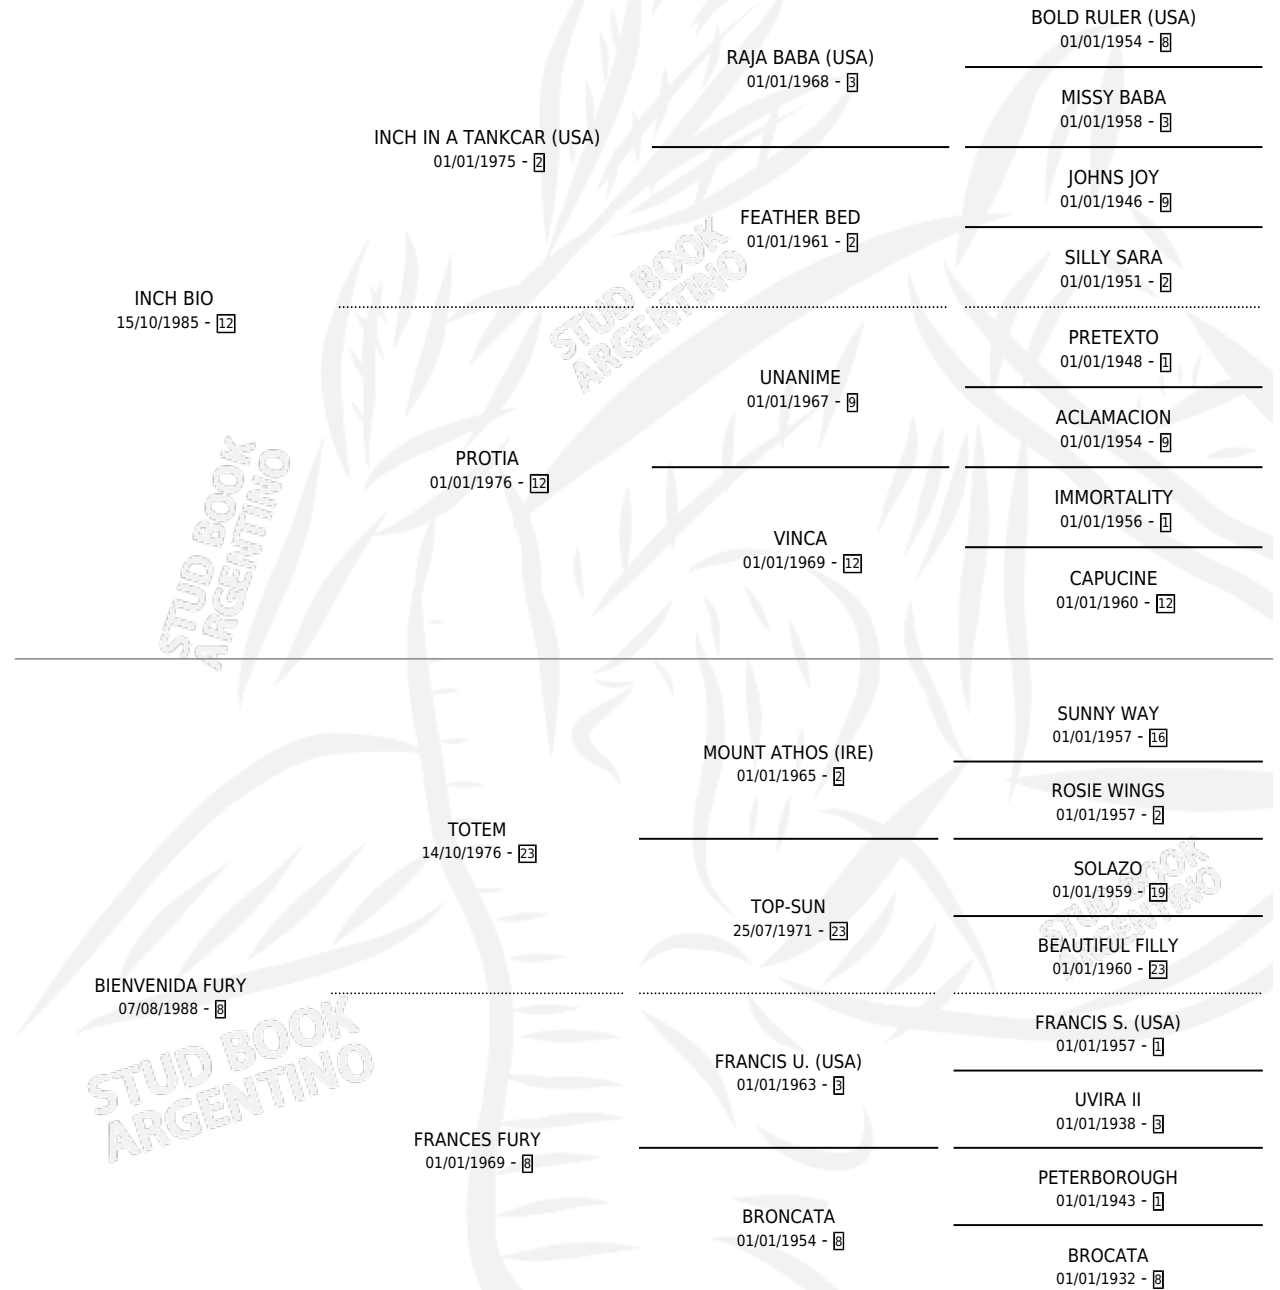 BOLD RULER (USA)
01/01/1954 - 8
RAJA BABA (USA)
01/01/1968 - 3
MISSY BABA
01/01/1958 - 3
INCH IN A TANKCAR (USA)
01/01/1975 - 2
JOHNS JOY
01/01/1946 - 9
FEATHER BED
01/01/1961 - 2
SILLY SARA
01/01/1951 - 2
INCH BIO
15/10/1985 - 12
PRETEXTO
01/01/1948 - 1
UNANIME
01/01/1967 - 9
ACLAMACION
01/01/1954 - 9
PROTIA
01/01/1976 - 12
IMMORTALITY
01/01/1956 - 1
VINCA
01/01/1969 - 12
CAPUCINE
01/01/1960 - 12
SUNNY WAY
01/01/1957 - 16
MOUNT ATHOS (IRE)
01/01/1965 - 2
ROSIE WINGS
01/01/1957 - 2
TOTEM
14/10/1976 - 23
SOLAZO
01/01/1959 - 19
TOP-SUN
25/07/1971 - 23
BEAUTIFUL FILLY
01/01/1960 - 23
BIENVENIDA FURY
07/08/1988 - 8
FRANCIS S. (USA)
01/01/1957 - 1
FRANCIS U. (USA)
01/01/1963 - 3
UVIRA II
01/01/1938 - 3
FRANCES FURY
01/01/1969 - 8
PETERBOROUGH
01/01/1943 - 1
BRONCATA
01/01/1954 - 8
BROCATA
01/01/1932 - 8
STUD BOOK
ARGENTINO
STUD BOOK
ARGENTINO
STUD BOOK
ARGENTINO
STUD BOOK
ARGENTINO